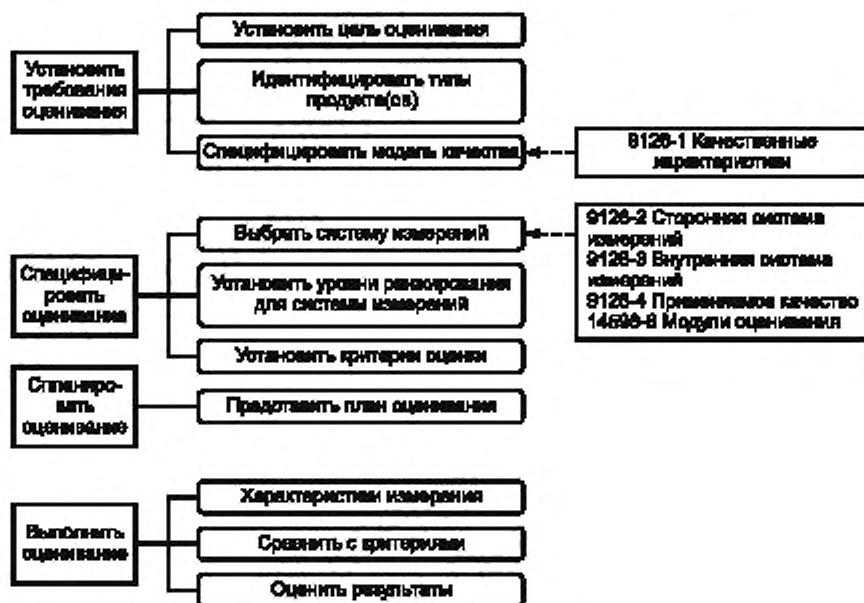 Установить
требования
оценивания
Установить цель оценивания
Идентифицировать типы
продукта(ов)
Специфицировать модель качества
9126-1 Качественные
характеристики
Специфици-
ровать
оценивание
Выбрать систему измерений
Установить уровни ранжирования
для системы измерений
Установить критерии оценки
9126-2 Сторонняя система
измерений
9126-3 Внутренняя система
измерений
9126-4 Применяемое качество
14598-6 Модули оценивания
Спланиро-
вать
оценивание
Представить план оценивания
Выполнить
оценивание
Характеристики измерения
Сравнить с критериями
Оценить результаты